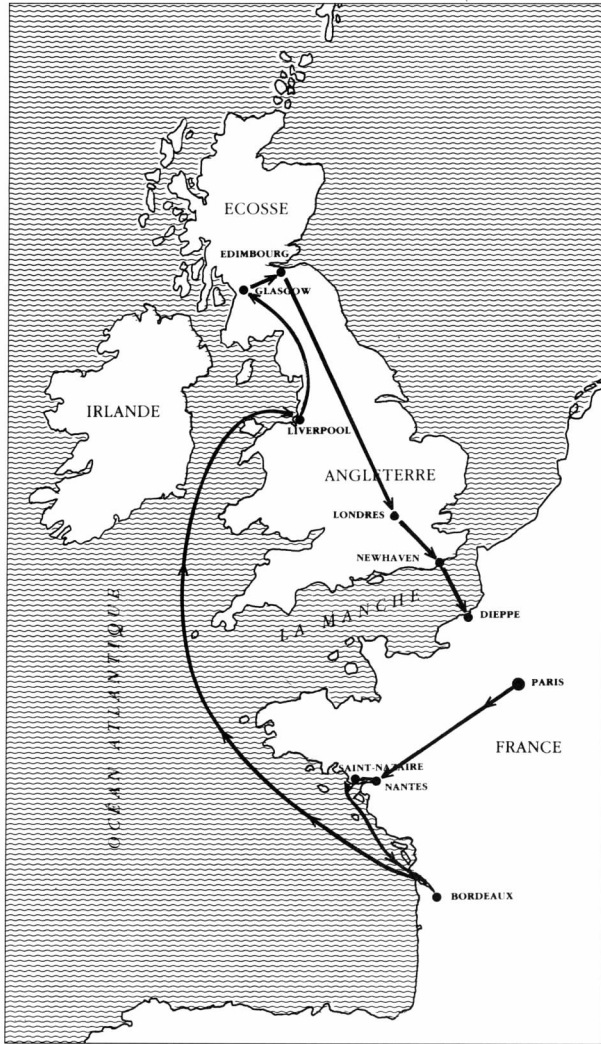 ECOSSE
EDIMBOURG
GLASGOW
IRLANDE
LIVERPOOL
ANGLETERRE
LONDRES
NEWHAVEN
LA MANCHE
DIEPPE
OCÉAN ATLANTIQUE
PARIS
FRANCE
SAINT-NAZAIRE
NANTES
BORDEAUX